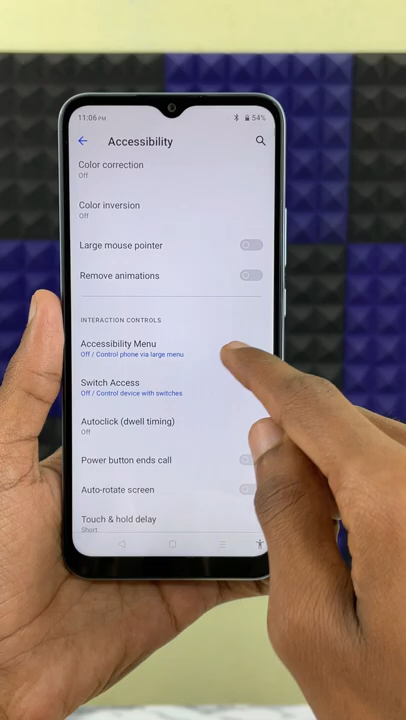 11:06 PM
54%
Accessibility
Color correction
Off
Color inversion
Off
Large mouse pointer
Remove animations
INTERACTION CONTROLS
Accessibility Menu
Off / Control phone via large menu
Switch Access
Off / Control device with switches
Autoclick (dwell timing)
Off
Power button ends call
Auto-rotate screen
Touch & hold delay
Short